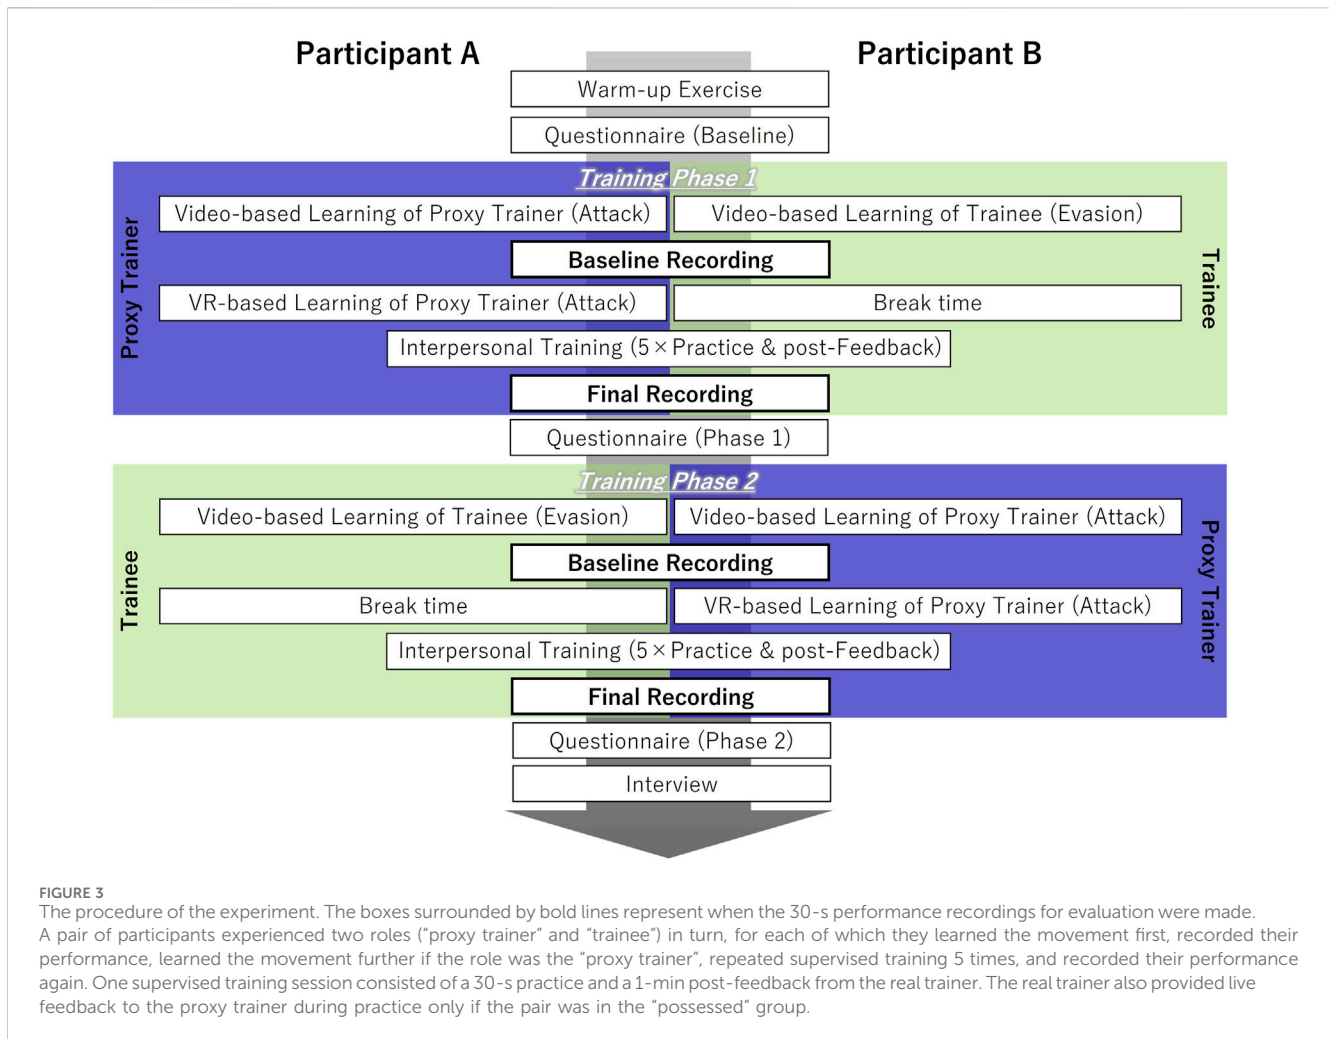 Participant A
Participant B
Warm-up Exercise
Questionnaire (Baseline)
Training Phase 1
Proxy Trainer
Video-based Learning of Proxy Trainer (Attack)
Video-based Learning of Trainee (Evasion)
Trainee
Baseline Recording
VR-based Learning of Proxy Trainer (Attack)
Break time
Interpersonal Training (5×Practice & post-Feedback)
Final Recording
Questionnaire (Phase 1)
Training Phase 2
Trainee
Video-based Learning of Trainee (Evasion)
Video-based Learning of Proxy Trainer (Attack)
Proxy Trainer
Baseline Recording
Break time
VR-based Learning of Proxy Trainer (Attack)
Interpersonal Training (5×Practice & post-Feedback)
Final Recording
Questionnaire (Phase 2)
Interview
FIGURE 3
The procedure of the experiment. The boxes surrounded by bold lines represent when the 30-s performance recordings for evaluation were made.
A pair of participants experienced two roles (“proxy trainer” and “trainee”) in turn, for each of which they learned the movement first, recorded their
performance, learned the movement further if the role was the “proxy trainer”, repeated supervised training 5 times, and recorded their performance
again. One supervised training session consisted of a 30-s practice and a 1-min post-feedback from the real trainer. The real trainer also provided live
feedback to the proxy trainer during practice only if the pair was in the “possessed” group.